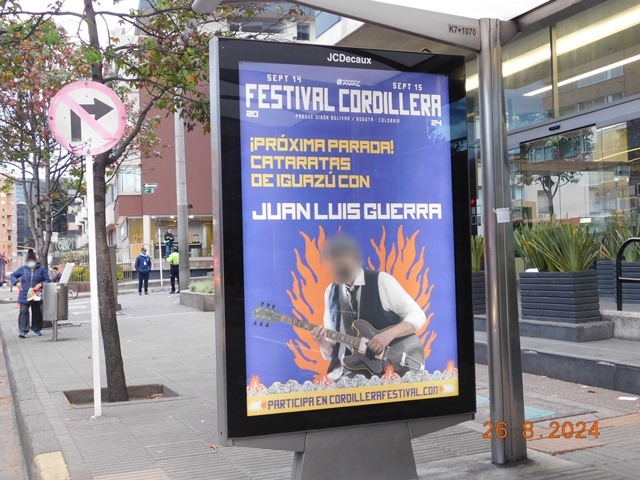 K7+1070
JCDecaux
SEPT 14
SEPT 15
FESTIVAL CORDILLERA
20
PARQUE SIMÓN BOLÍVAR / BOGOTÁ - COLOMBIA
24
¡PRÓXIMA PARADA!
CATARATAS
DE IGUAZÚ CON
JUAN LUIS GUERRA
PARTICIPA EN CORDILLERAFESTIVAL.COM
26.8.2024